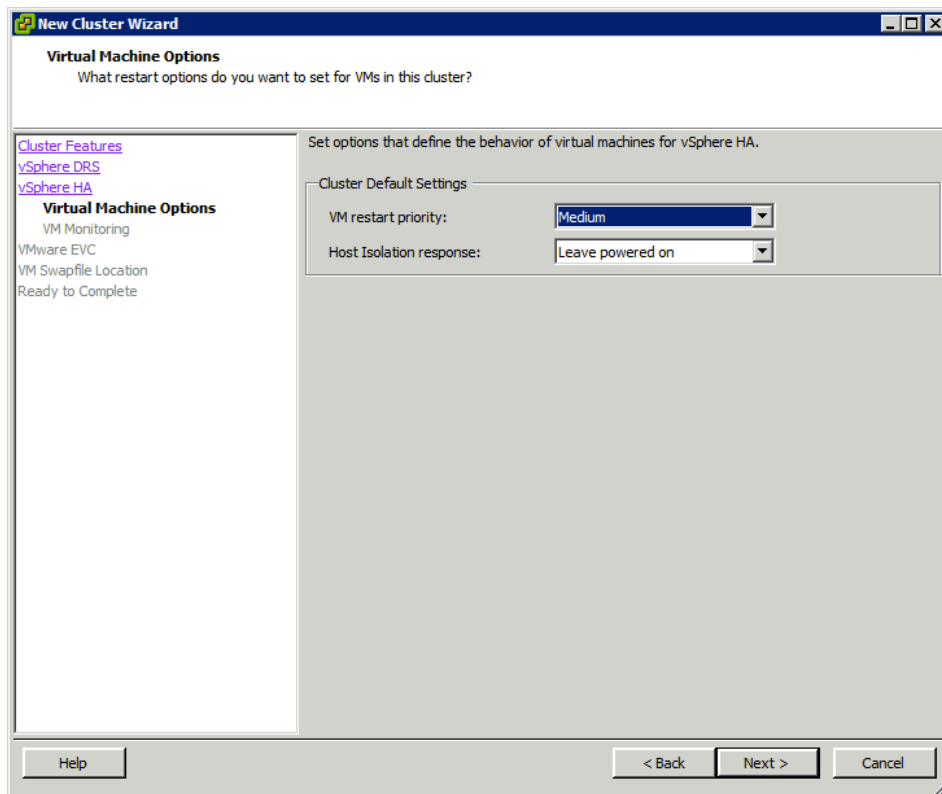 New Cluster Wizard
Virtual Machine Options
What restart options do you want to set for VMs in this cluster?
Cluster Features
vSphere DRS
vSphere HA
Virtual Machine Options
VM Monitoring
VMware EVC
VM Swapfile Location
Ready to Complete
Set options that define the behavior of virtual machines for vSphere HA.
Cluster Default Settings
VM restart priority: Medium
Host Isolation response: Leave powered on
Help < Back Next > Cancel